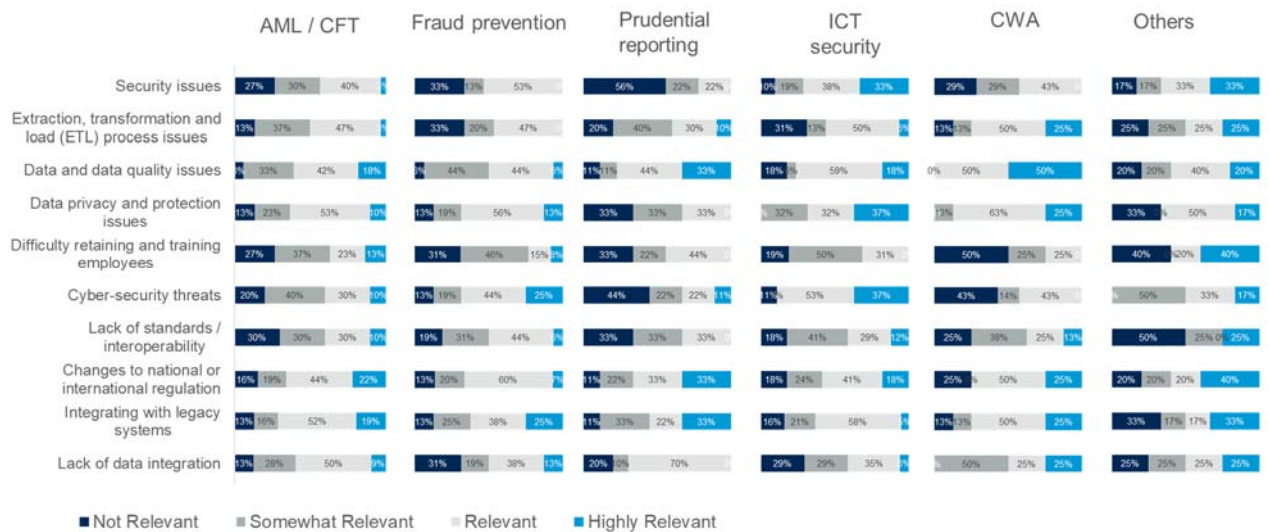 AML / CFT Fraud prevention Prudential reporting ICT security CWA Others
Security issues 27% 30% 40% 33% 13% 53% 56% 22% 22% 10% 19% 38% 33% 29% 29% 43% 17% 17% 33% 33%
Extraction, transformation and
load (ETL) process issues 13% 37% 47% 33% 20% 47% 20% 40% 30% 10% 31% 13% 50% 6% 13% 13% 50% 25% 25% 25% 25% 25%
Data and data quality issues 33% 42% 18% 6% 44% 44% 6% 11% 11% 44% 33% 18% 59% 18% 0% 50% 50% 20% 20% 40% 20%
Data privacy and protection
issues 13% 23% 53% 10% 13% 19% 56% 13% 33% 33% 33% 32% 32% 37% 13% 63% 25% 33% 50% 17%
Difficulty retaining and training
employees 27% 37% 23% 13% 31% 46% 15% 8% 33% 22% 44% 19% 50% 31% 50% 25% 25% 40% 20% 40%
Cyber-security threats 20% 40% 30% 10% 13% 19% 44% 25% 44% 22% 22% 11% 11% 53% 37% 43% 14% 43% 50% 33% 17%
Lack of standards /
interoperability 30% 30% 30% 10% 19% 31% 44% 6% 33% 33% 33% 18% 41% 29% 12% 25% 38% 25% 13% 50% 25% 0% 25%
Changes to national or
international regulation 16% 19% 44% 22% 13% 20% 60% 7% 11% 22% 33% 33% 18% 24% 41% 18% 25% 50% 25% 20% 20% 20% 40%
Integrating with legacy
systems 13% 16% 52% 19% 13% 25% 38% 25% 11% 33% 22% 33% 16% 21% 58% 5% 13% 13% 50% 25% 33% 17% 17% 33%
Lack of data integration 13% 28% 50% 9% 31% 19% 38% 13% 20% 10% 70% 29% 29% 35% 6% 50% 25% 25% 25% 25% 25% 25%
Not Relevant Somewhat Relevant Relevant Highly Relevant